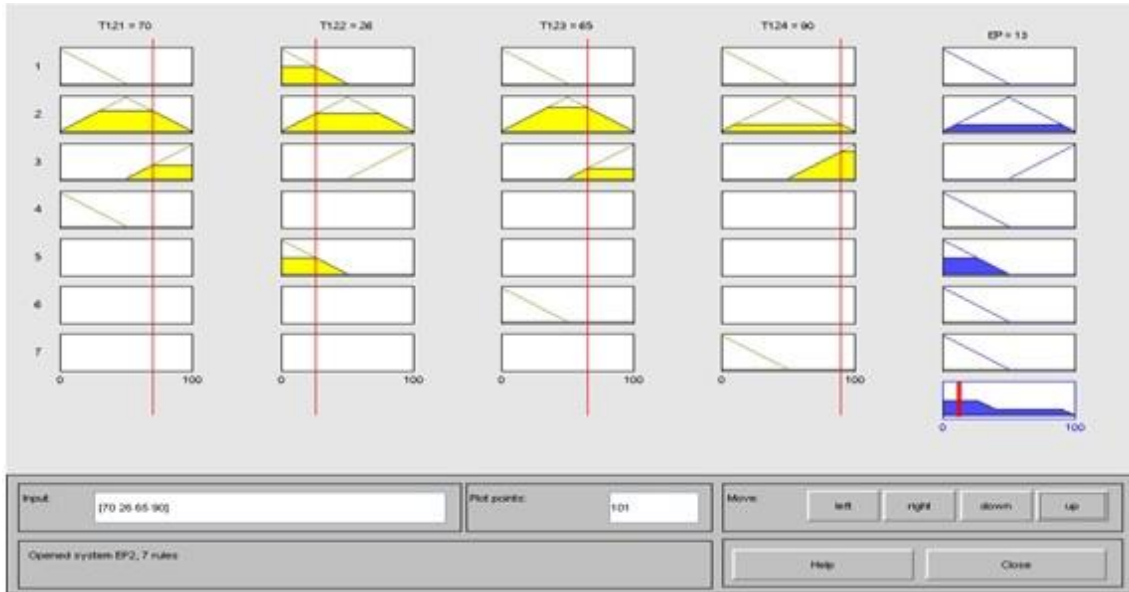 T121 = 70 T122 = 26 T123 = 65 T124 = 90 EP = 13
1
2
3
4
5
6
7
0 100 0 100 0 100 0 100
0 100
Input: [70 26 65 90] Plot points: 101 Move: left right down up
Opened system EP2, 7 rules Help Close